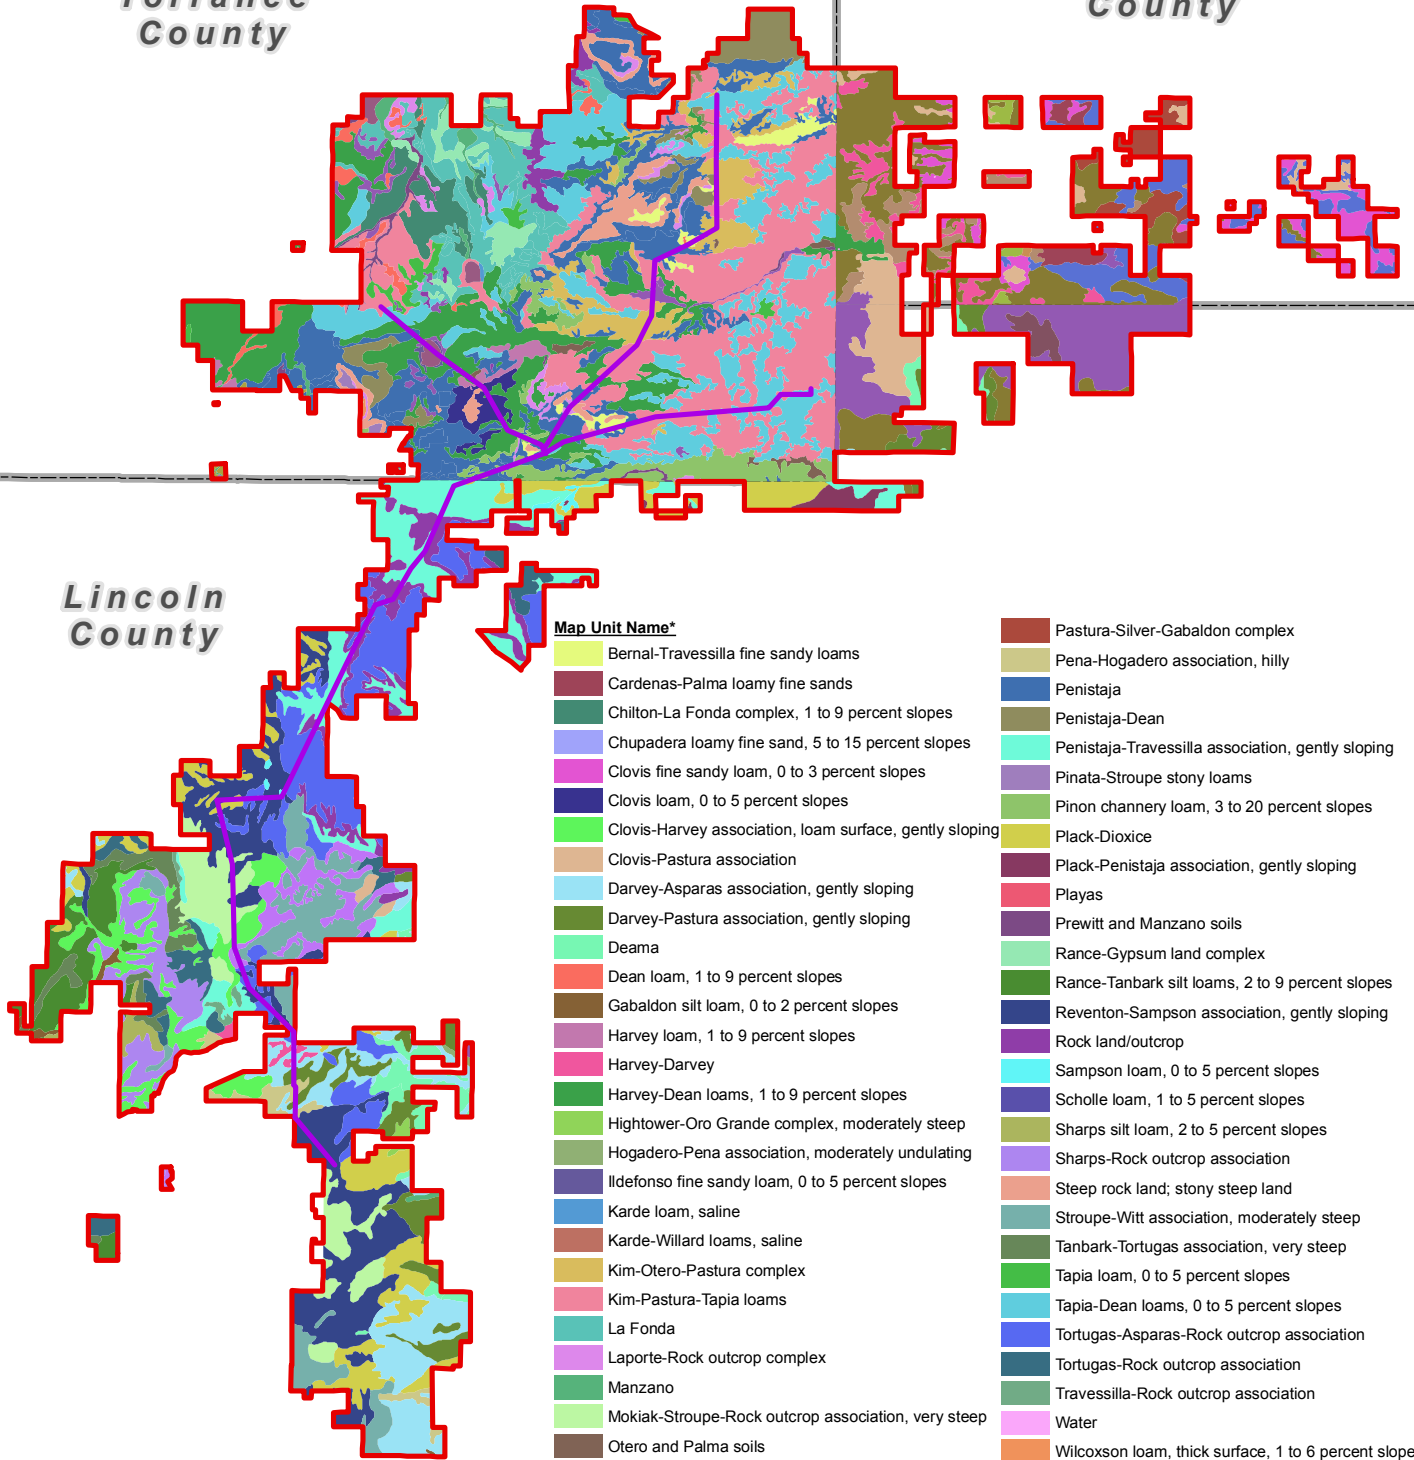 Torrance
County
County
Lincoln
County
Map Unit Name*
Bernal-Travessilla fine sandy loams
Cardenas-Palma loamy fine sands
Chilton-La Fonda complex, 1 to 9 percent slopes
Chupadera loamy fine sand, 5 to 15 percent slopes
Clovis fine sandy loam, 0 to 3 percent slopes
Clovis loam, 0 to 5 percent slopes
Clovis-Harvey association, loam surface, gently sloping
Clovis-Pastura association
Darvey-Asparas association, gently sloping
Darvey-Pastura association, gently sloping
Deama
Dean loam, 1 to 9 percent slopes
Gabaldon silt loam, 0 to 2 percent slopes
Harvey loam, 1 to 9 percent slopes
Harvey-Darvey
Harvey-Dean loams, 1 to 9 percent slopes
Hightower-Oro Grande complex, moderately steep
Hogadero-Pena association, moderately undulating
Ildefonso fine sandy loam, 0 to 5 percent slopes
Karde loam, saline
Karde-Willard loams, saline
Kim-Otero-Pastura complex
Kim-Pastura-Tapia loams
La Fonda
Laporte-Rock outcrop complex
Manzano
Mokiak-Stroupe-Rock outcrop association, very steep
Otero and Palma soils
Pastura-Silver-Gabaldon complex
Pena-Hogadero association, hilly
Penistaja
Penistaja-Dean
Penistaja-Travessilla association, gently sloping
Pinata-Stroupe stony loams
Pinon channery loam, 3 to 20 percent slopes
Plack-Dioxice
Plack-Penistaja association, gently sloping
Playas
Prewitt and Manzano soils
Rance-Gypsum land complex
Rance-Tanbark silt loams, 2 to 9 percent slopes
Reventon-Sampson association, gently sloping
Rock land/outcrop
Sampson loam, 0 to 5 percent slopes
Scholle loam, 1 to 5 percent slopes
Sharps silt loam, 2 to 5 percent slopes
Sharps-Rock outcrop association
Steep rock land; stony steep land
Stroupe-Witt association, moderately steep
Tanbark-Tortugas association, very steep
Tapia loam, 0 to 5 percent slopes
Tapia-Dean loams, 0 to 5 percent slopes
Tortugas-Asparas-Rock outcrop association
Tortugas-Rock outcrop association
Travessilla-Rock outcrop association
Water
Wilcoxson loam, thick surface, 1 to 6 percent slope